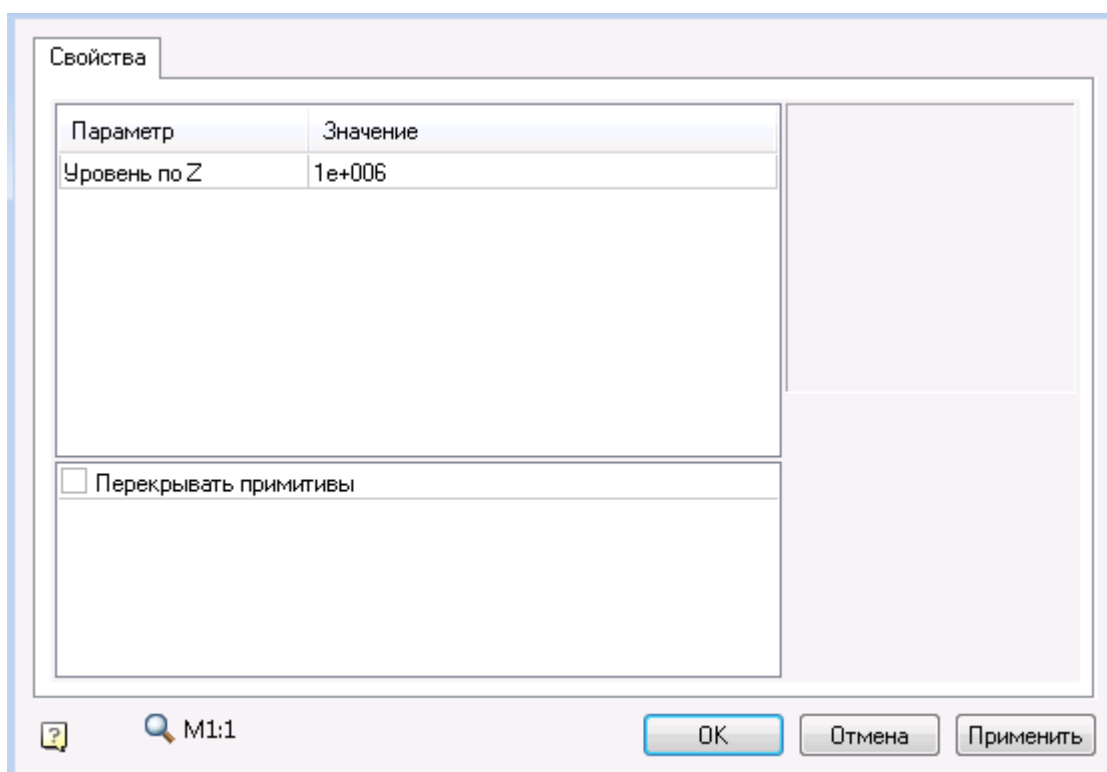 Свойства
Параметр Значение
Уровень по Z 1e+006
Перекрывать примитивы
M1:1 OK Отмена Применить